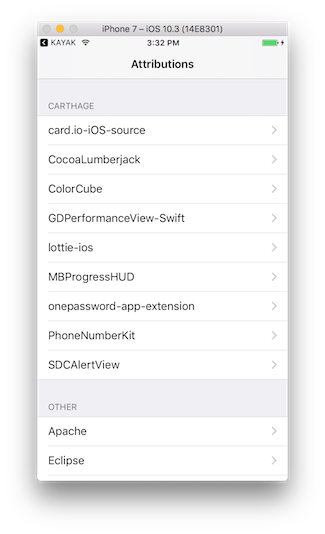 iPhone 7 – iOS 10.3 (14E8301)
KAYAK 3:32 PM
Attributions
CARTHAGE
card.io-iOS-source
CocoaLumberjack
ColorCube
GDPerformanceView-Swift
lottie-ios
MBProgressHUD
onepassword-app-extension
PhoneNumberKit
SDCAlertView
OTHER
Apache
Eclipse